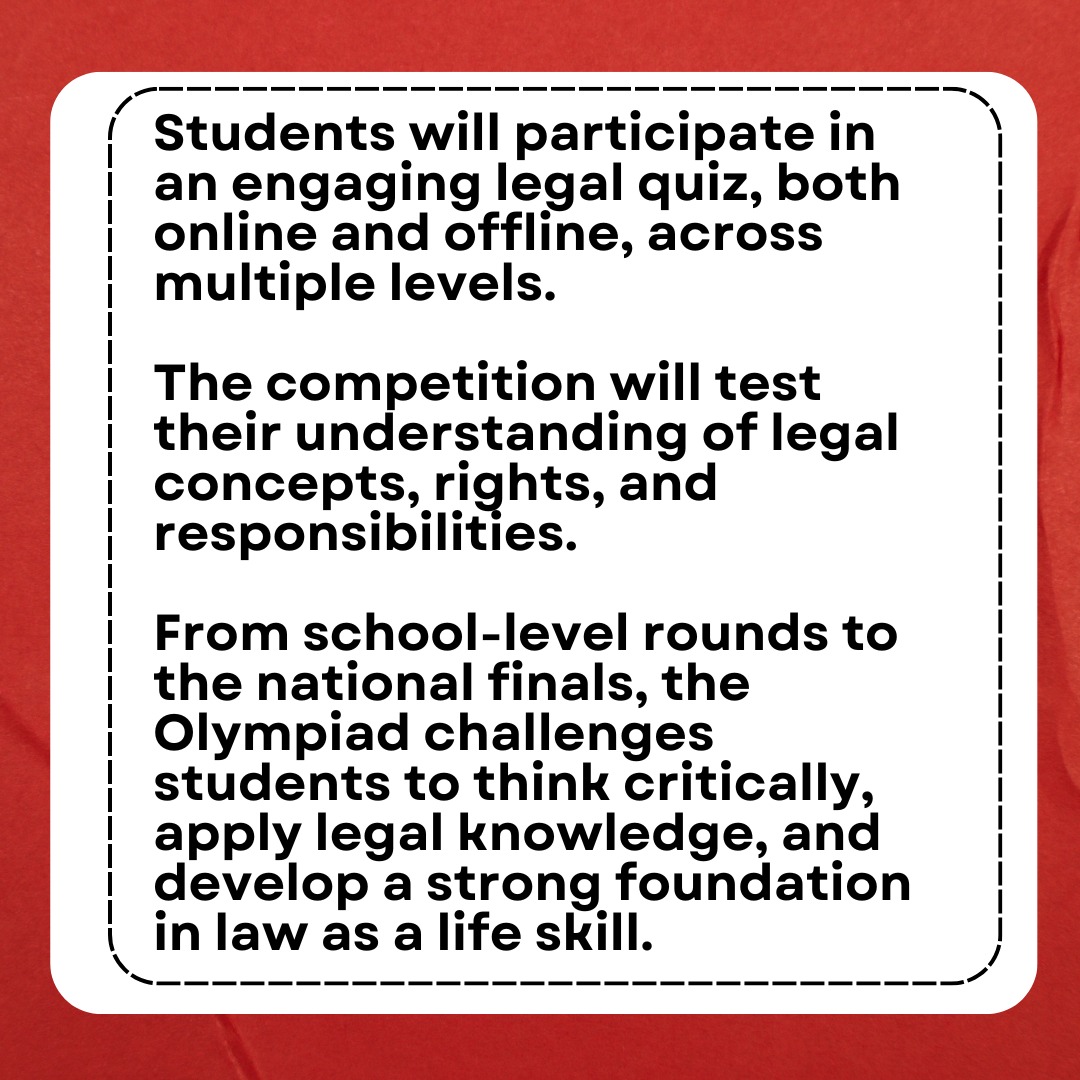 Students will participate in
an engaging legal quiz, both
online and offline, across
multiple levels.
The competition will test
their understanding of legal
concepts, rights, and
responsibilities.
From school-level rounds to
the national finals, the
Olympiad challenges
students to think critically,
apply legal knowledge, and
develop a strong foundation
in law as a life skill.